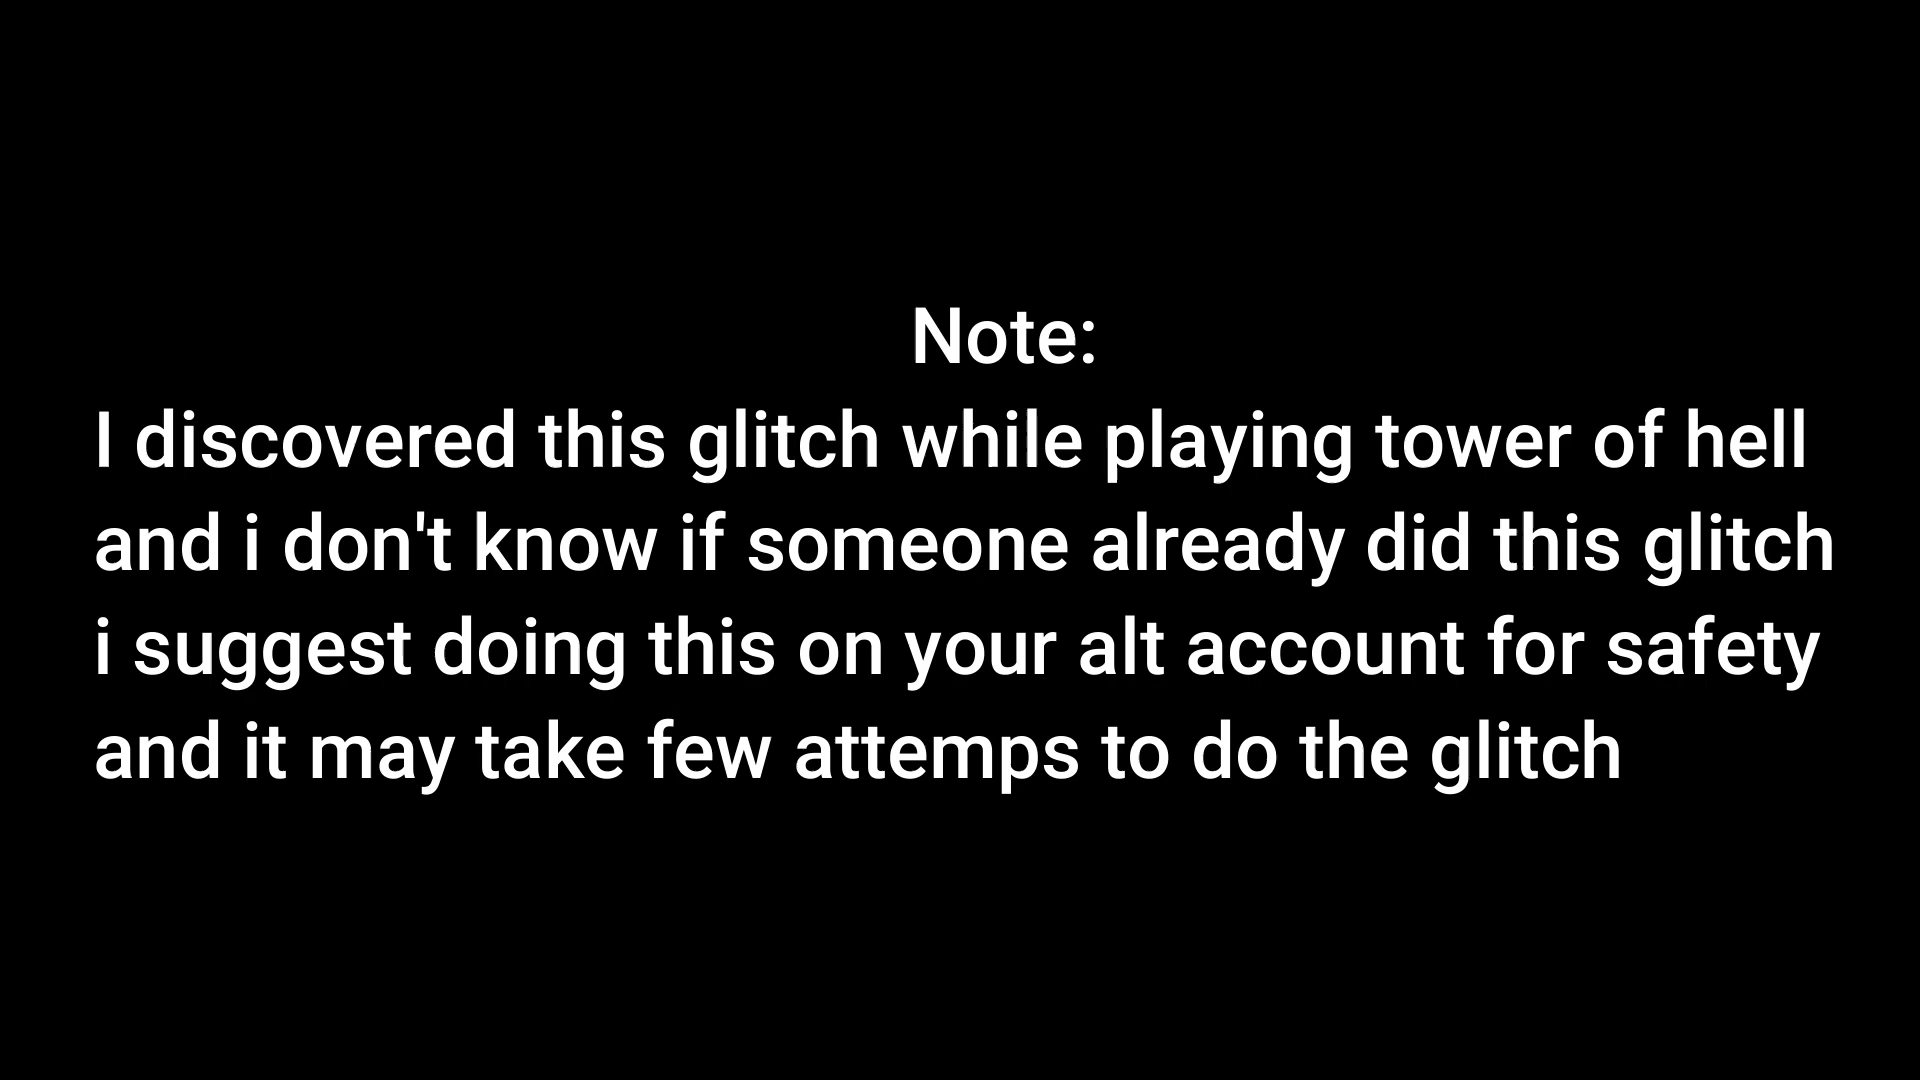 Note:
I discovered this glitch while playing tower of hell
and i don't know if someone already did this glitch
i suggest doing this on your alt account for safety
and it may take few attemps to do the glitch